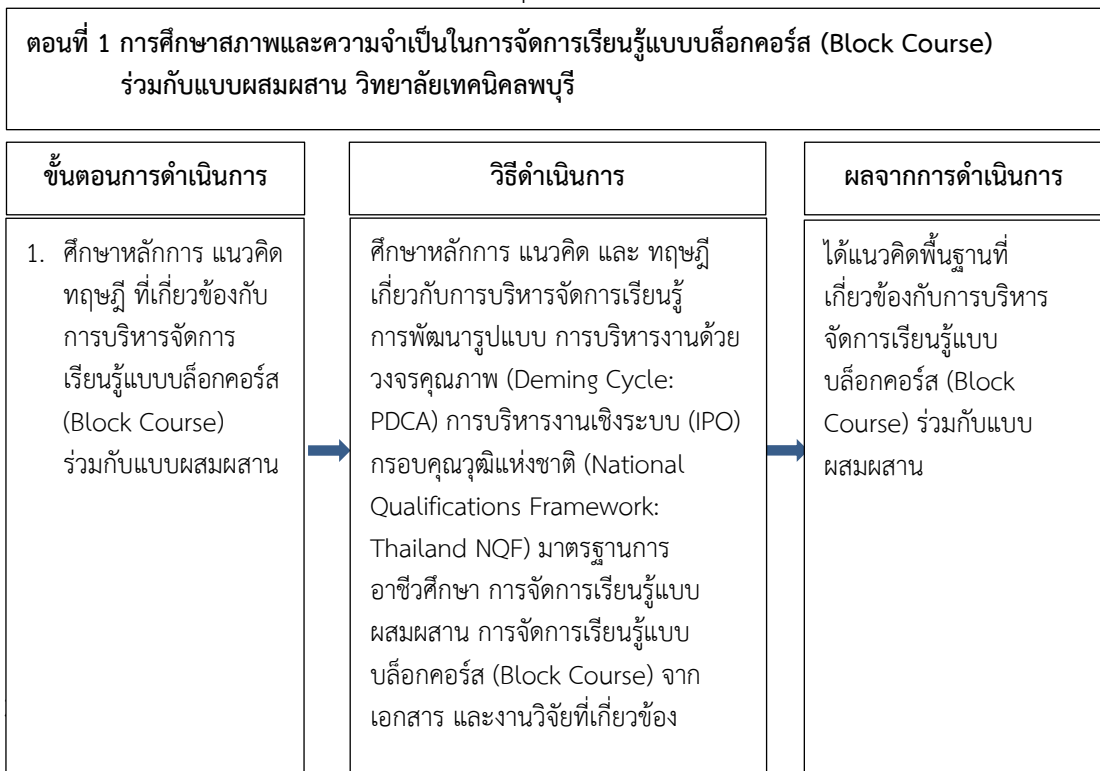 ตอนที่ 1 การศึกษาสภาพและความจำเป็นในการจัดการเรียนรู้แบบบล็อกคอร์ส (Block Course)
ร่วมกับแบบผสมผสาน วิทยาลัยเทคนิคลพบุรี
ขั้นตอนการดำเนินการ
1. ศึกษาหลักการ แนวคิด
ทฤษฎี ที่เกี่ยวข้องกับ
การบริหารจัดการ
เรียนรู้แบบบล็อกคอร์ส
(Block Course)
ร่วมกับแบบผสมผสาน
วิธีดำเนินการ
ศึกษาหลักการ แนวคิด และ ทฤษฎี
เกี่ยวกับการบริหารจัดการเรียนรู้
การพัฒนารูปแบบ การบริหารงานด้วย
วงจรคุณภาพ (Deming Cycle:
PDCA) การบริหารงานเชิงระบบ (IPO)
กรอบคุณวุฒิแห่งชาติ (National
Qualifications Framework:
Thailand NQF) มาตรฐานการ
อาชีวศึกษา การจัดการเรียนรู้แบบ
ผสมผสาน การจัดการเรียนรู้แบบ
บล็อกคอร์ส (Block Course) จาก
เอกสาร และงานวิจัยที่เกี่ยวข้อง
ผลจากการดำเนินการ
ได้แนวคิดพื้นฐานที่
เกี่ยวข้องกับการบริหาร
จัดการเรียนรู้แบบ
บล็อกคอร์ส (Block
Course) ร่วมกับแบบ
ผสมผสาน